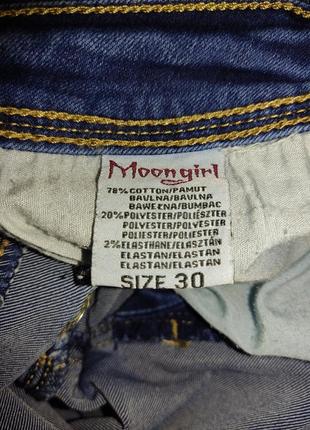 Moongirl
78%COTTON/PAMUT
BAVLNA/BAVLNA
BAWEŁNA/BUMBAC
20%POLYESTER/POLIÉSZTER
POLYESTER/POLYESTER
POLIESTER/POLIESTER
2%ELASTHANE/ELASZTÁN
ELASTAN/ELASTAN
ELASTAN/ELASTAN
SIZE 30